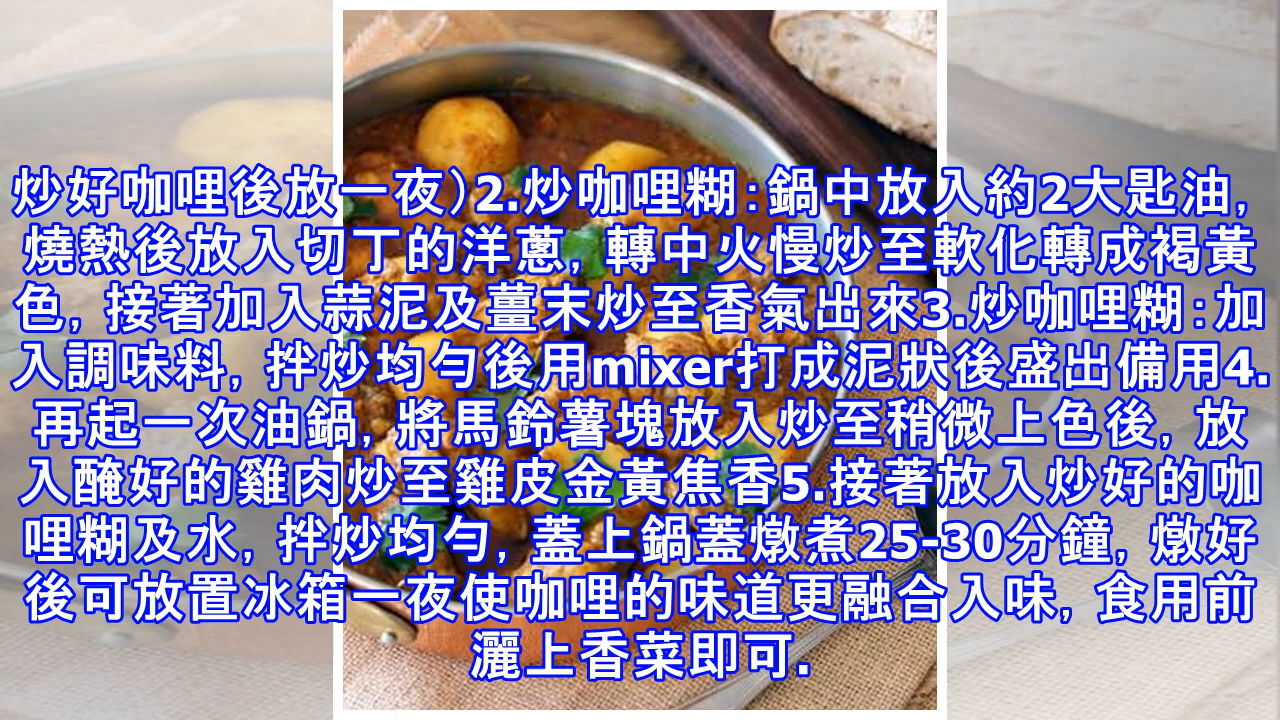 炒好咖哩後放一夜)2.炒咖哩糊:鍋中放入約2大匙油,
燒熱後放入切丁的洋蔥, 轉中火慢炒至軟化轉成褐黃
色, 接著加入蒜泥及薑末炒至香氣出來3.炒咖哩糊:加
入調味料, 拌炒均勻後用mixer打成泥狀後盛出備用4.
再起一次油鍋, 將馬鈴薯塊放入炒至稍微上色後, 放
入醃好的雞肉炒至雞皮金黃焦香5.接著放入炒好的咖
哩糊及水, 拌炒均勻, 蓋上鍋蓋燉煮25-30分鐘, 燉好
後可放置冰箱一夜使咖哩的味道更融合入味, 食用前
灑上香菜即可.